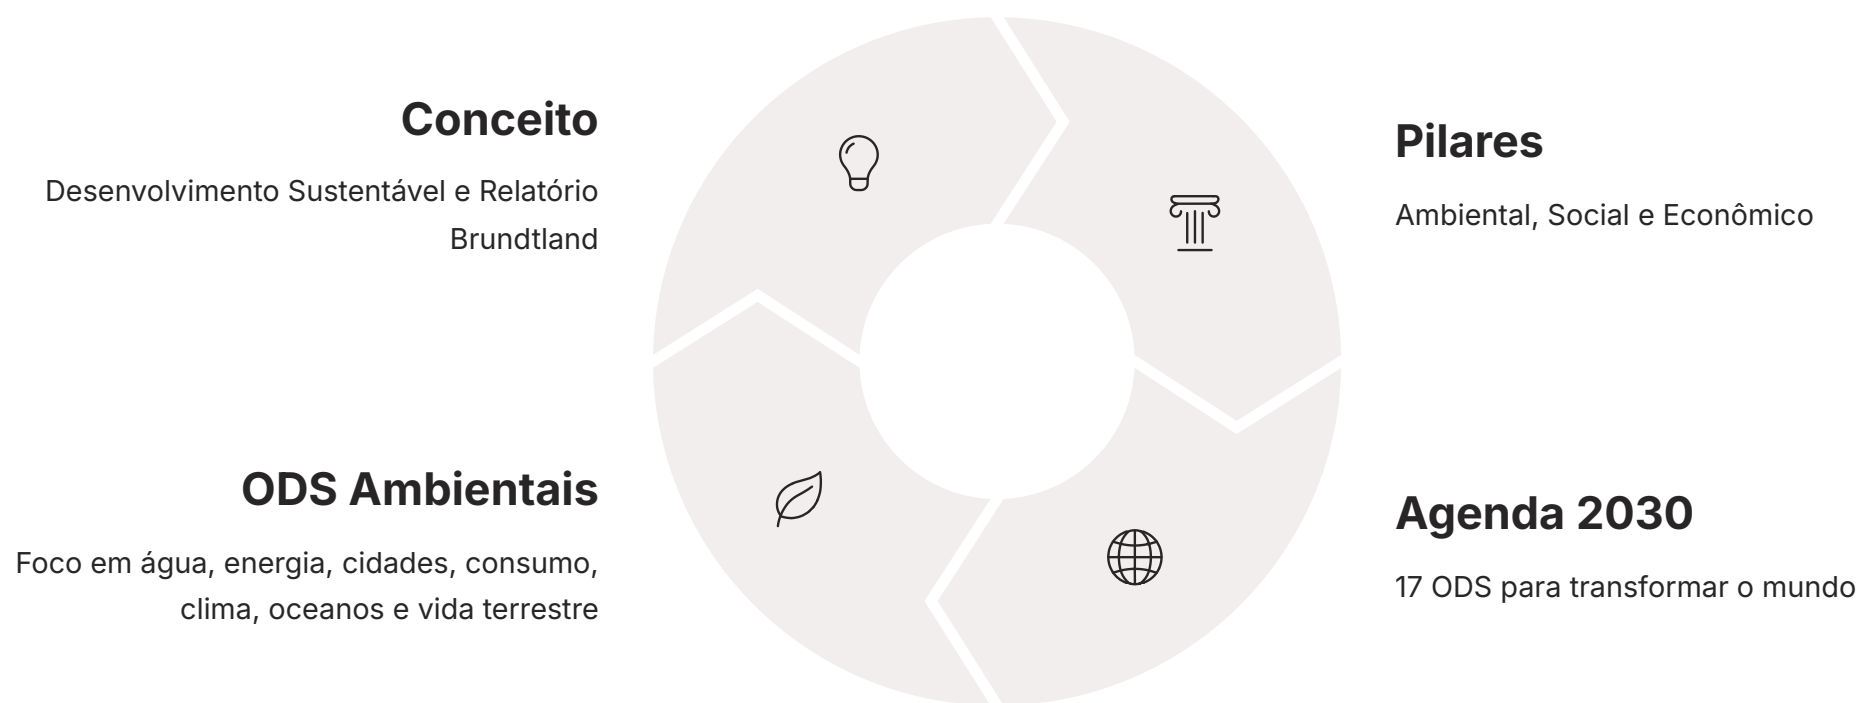 Conceito
Desenvolvimento Sustentável e Relatório
Brundtland
Pilares
Ambiental, Social e Econômico
ODS Ambientais
Foco em água, energia, cidades, consumo,
clima, oceanos e vida terrestre
Agenda 2030
17 ODS para transformar o mundo